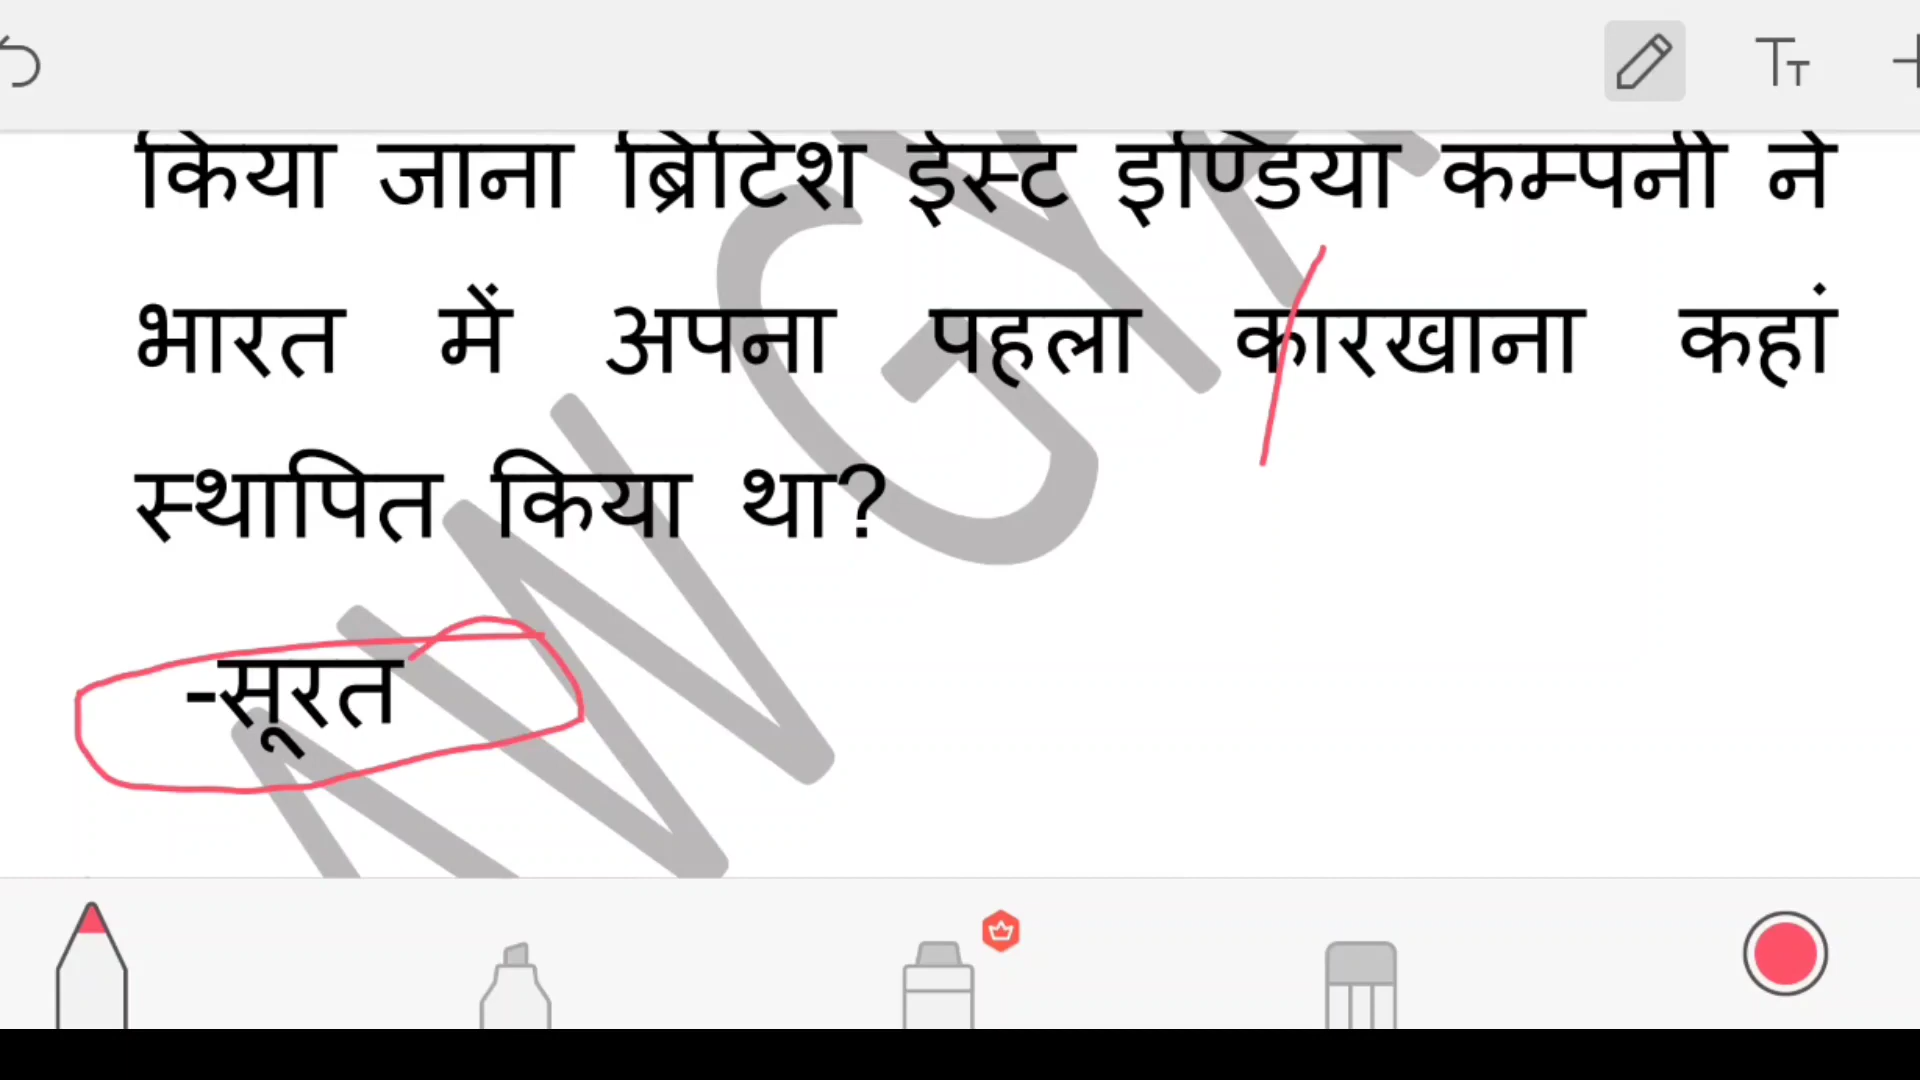 किया जाना ब्रिटिश ईस्ट इण्डिया कम्पनी ने
भारत में अपना पहला कारखाना कहां
स्थापित किया था?
-सूरत